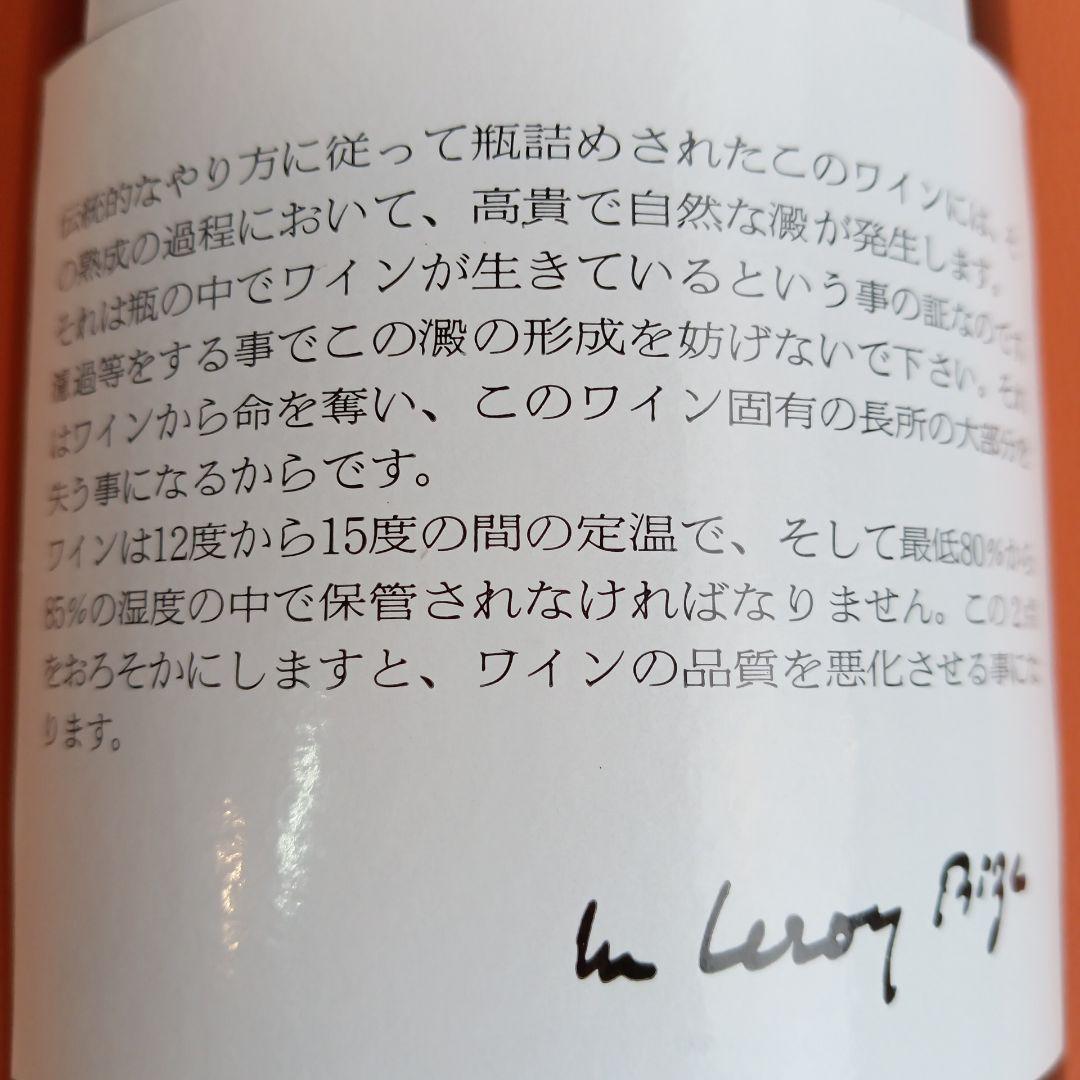 伝統的なやり方に従って瓶詰めされたこのワインには、そ
の熟成の過程において、高貴で自然な澱が発生します。
それは瓶の中でワインが生きているという事の証なのです。
濾過等をする事でこの澱の形成を妨げないで下さい。それ
はワインから命を奪い、このワイン固有の長所の大部分を
失う事になるからです。
ワインは12度から15度の間の定温で、そして最低80%から
85%の湿度の中で保管されなければなりません。この2点
をおろそかにしますと、ワインの品質を悪化させる事にな
ります。
Leroy